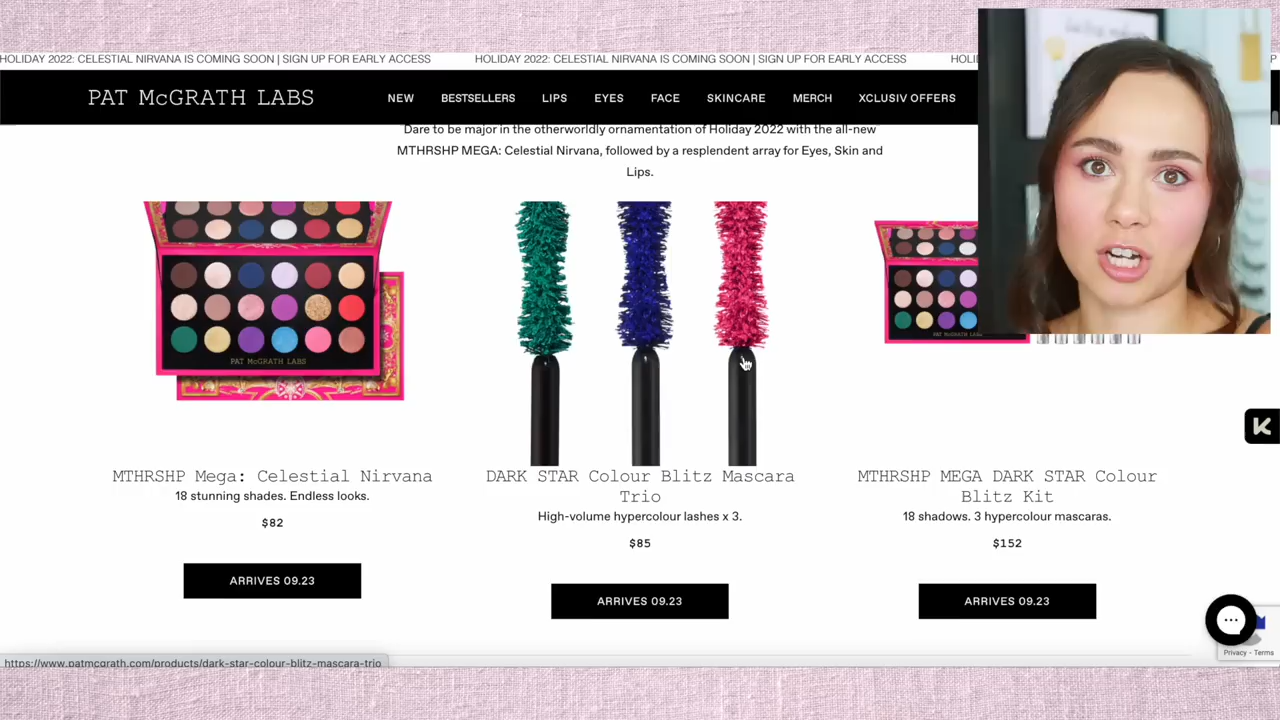 HOLIDAY 2022: CELESTIAL NIRVANA IS COMING SOON | SIGN UP FOR EARLY ACCESS HOLIDAY 2022: CELESTIAL NIRVANA IS COMING SOON | SIGN UP FOR EARLY ACCESS
PAT McGRATH LABS NEW BESTSELLERS LIPS EYES FACE SKINCARE MERCH XCLUSIV OFFERS
Dare to be major in the otherworldly ornamentation of Holiday 2022 with the all-new
MTHRSHP MEGA: Celestial Nirvana, followed by a resplendent array for Eyes, Skin and
Lips.
PAT McGRATH LABS
PAT McGRATH LABS
K
MTHRSHP Mega: Celestial Nirvana
18 stunning shades. Endless looks.
$82
ARRIVES 09.23
DARK STAR Colour Blitz Mascara
Trio
High-volume hypercolour lashes x 3.
$85
ARRIVES 09.23
MTHRSHP MEGA DARK STAR Colour
Blitz Kit
18 shadows. 3 hypercolour mascaras.
$152
ARRIVES 09.23
Privacy - Terms
https://www.patmcgrath.com/products/dark-star-colour-blitz-mascara-trio